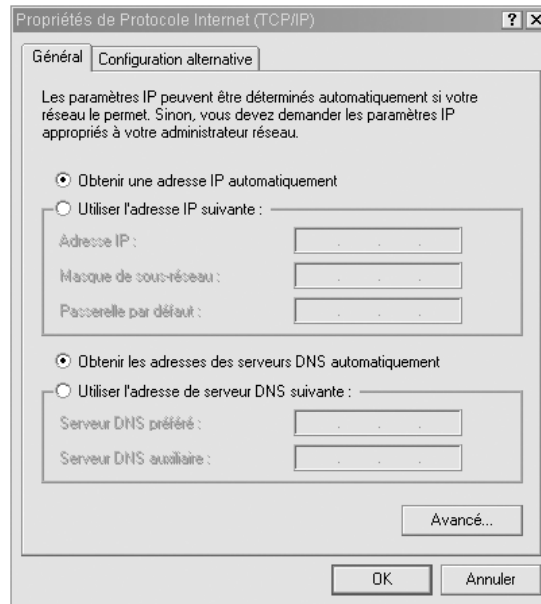 Propriétés de Protocole Internet (TCP/IP)
Général
Configuration alternative
Les paramètres IP peuvent être déterminés automatiquement si votre
réseau le permet. Sinon, vous devez demander les paramètres IP
appropriés à votre administrateur réseau.
Obtenir une adresse IP automatiquement
Utiliser l'adresse IP suivante :
Adresse IP :
Masque de sous-réseau :
Passerelle par défaut :
Obtenir les adresses des serveurs DNS automatiquement
Utiliser l'adresse de serveur DNS suivante :
Serveur DNS préféré :
Serveur DNS auxiliaire :
Avancé...
OK
Annuler